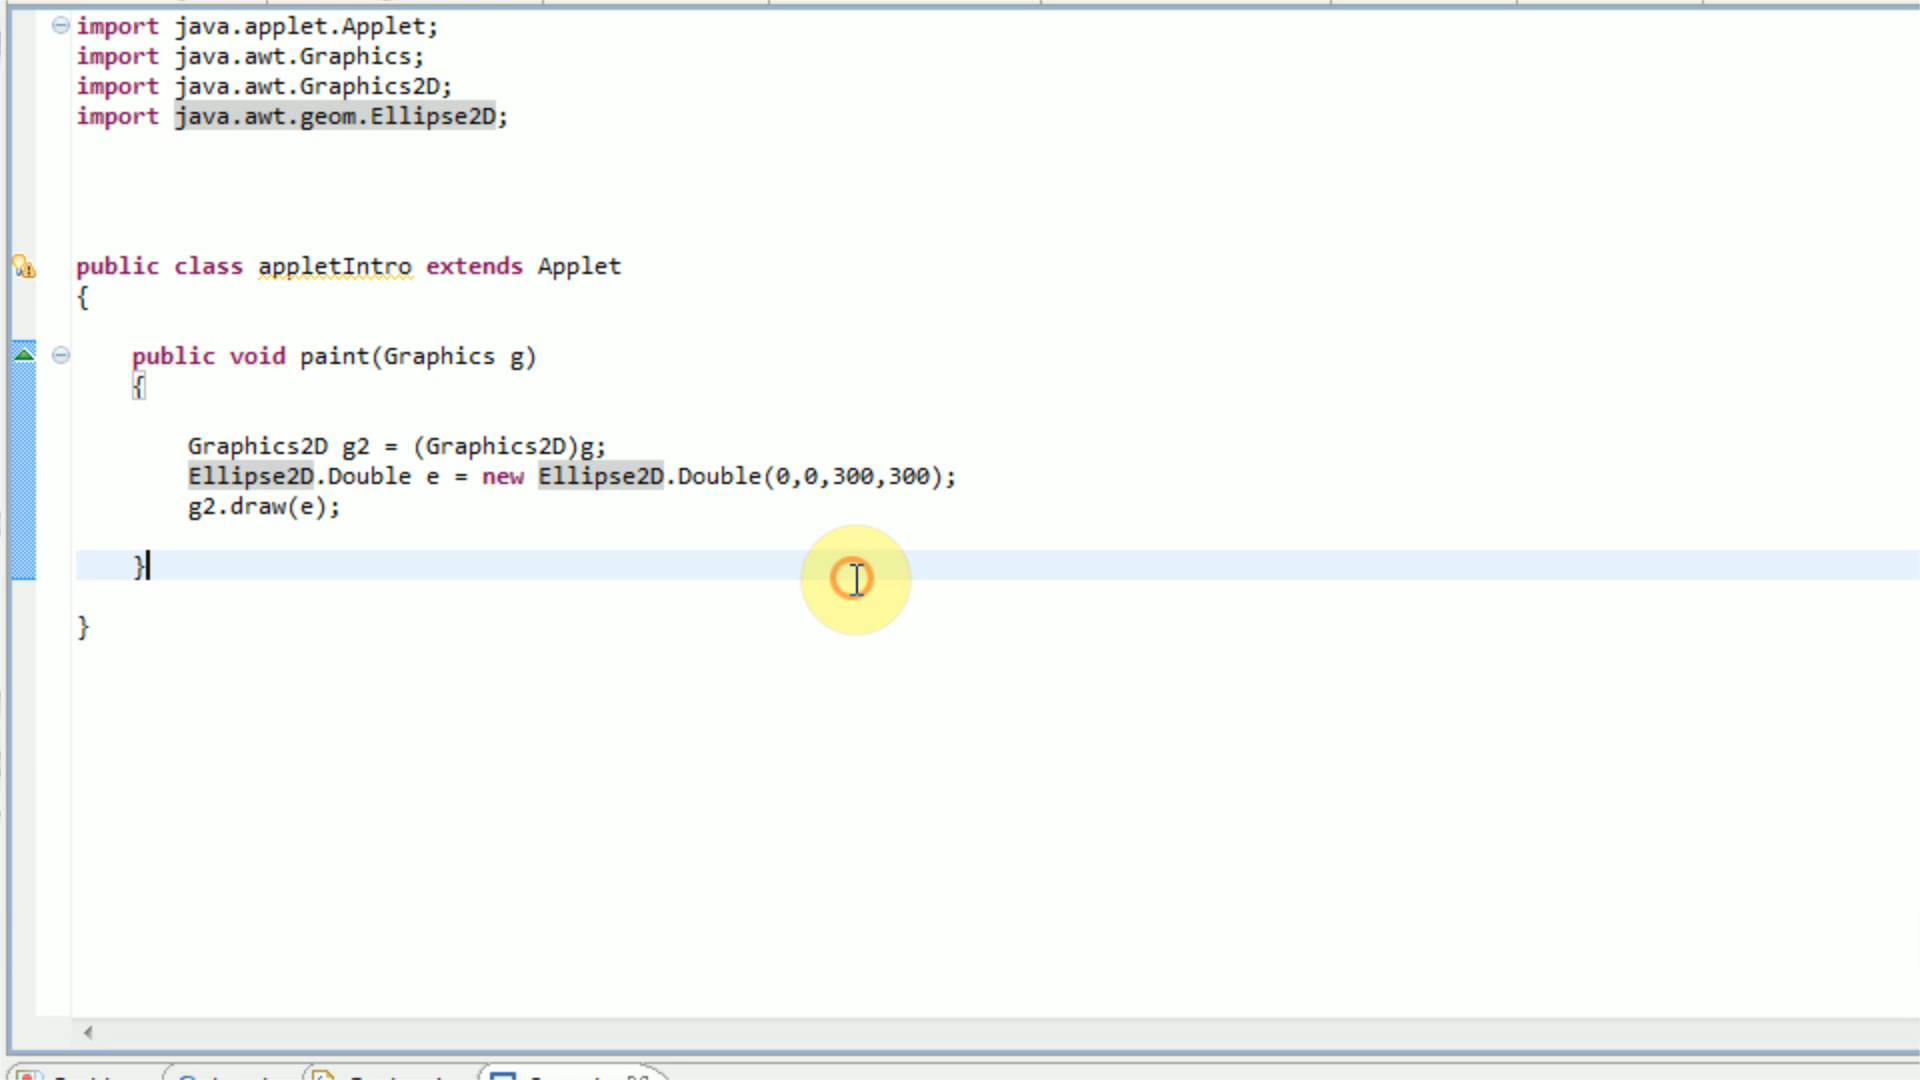 import java.applet.Applet;
import java.awt.Graphics;
import java.awt.Graphics2D;
import java.awt.geom.Ellipse2D;
public class appletIntro extends Applet
{
public void paint(Graphics g)
{
Graphics2D g2 = (Graphics2D)g;
Ellipse2D.Double e = new Ellipse2D.Double(0,0,300,300);
g2.draw(e);
}
}